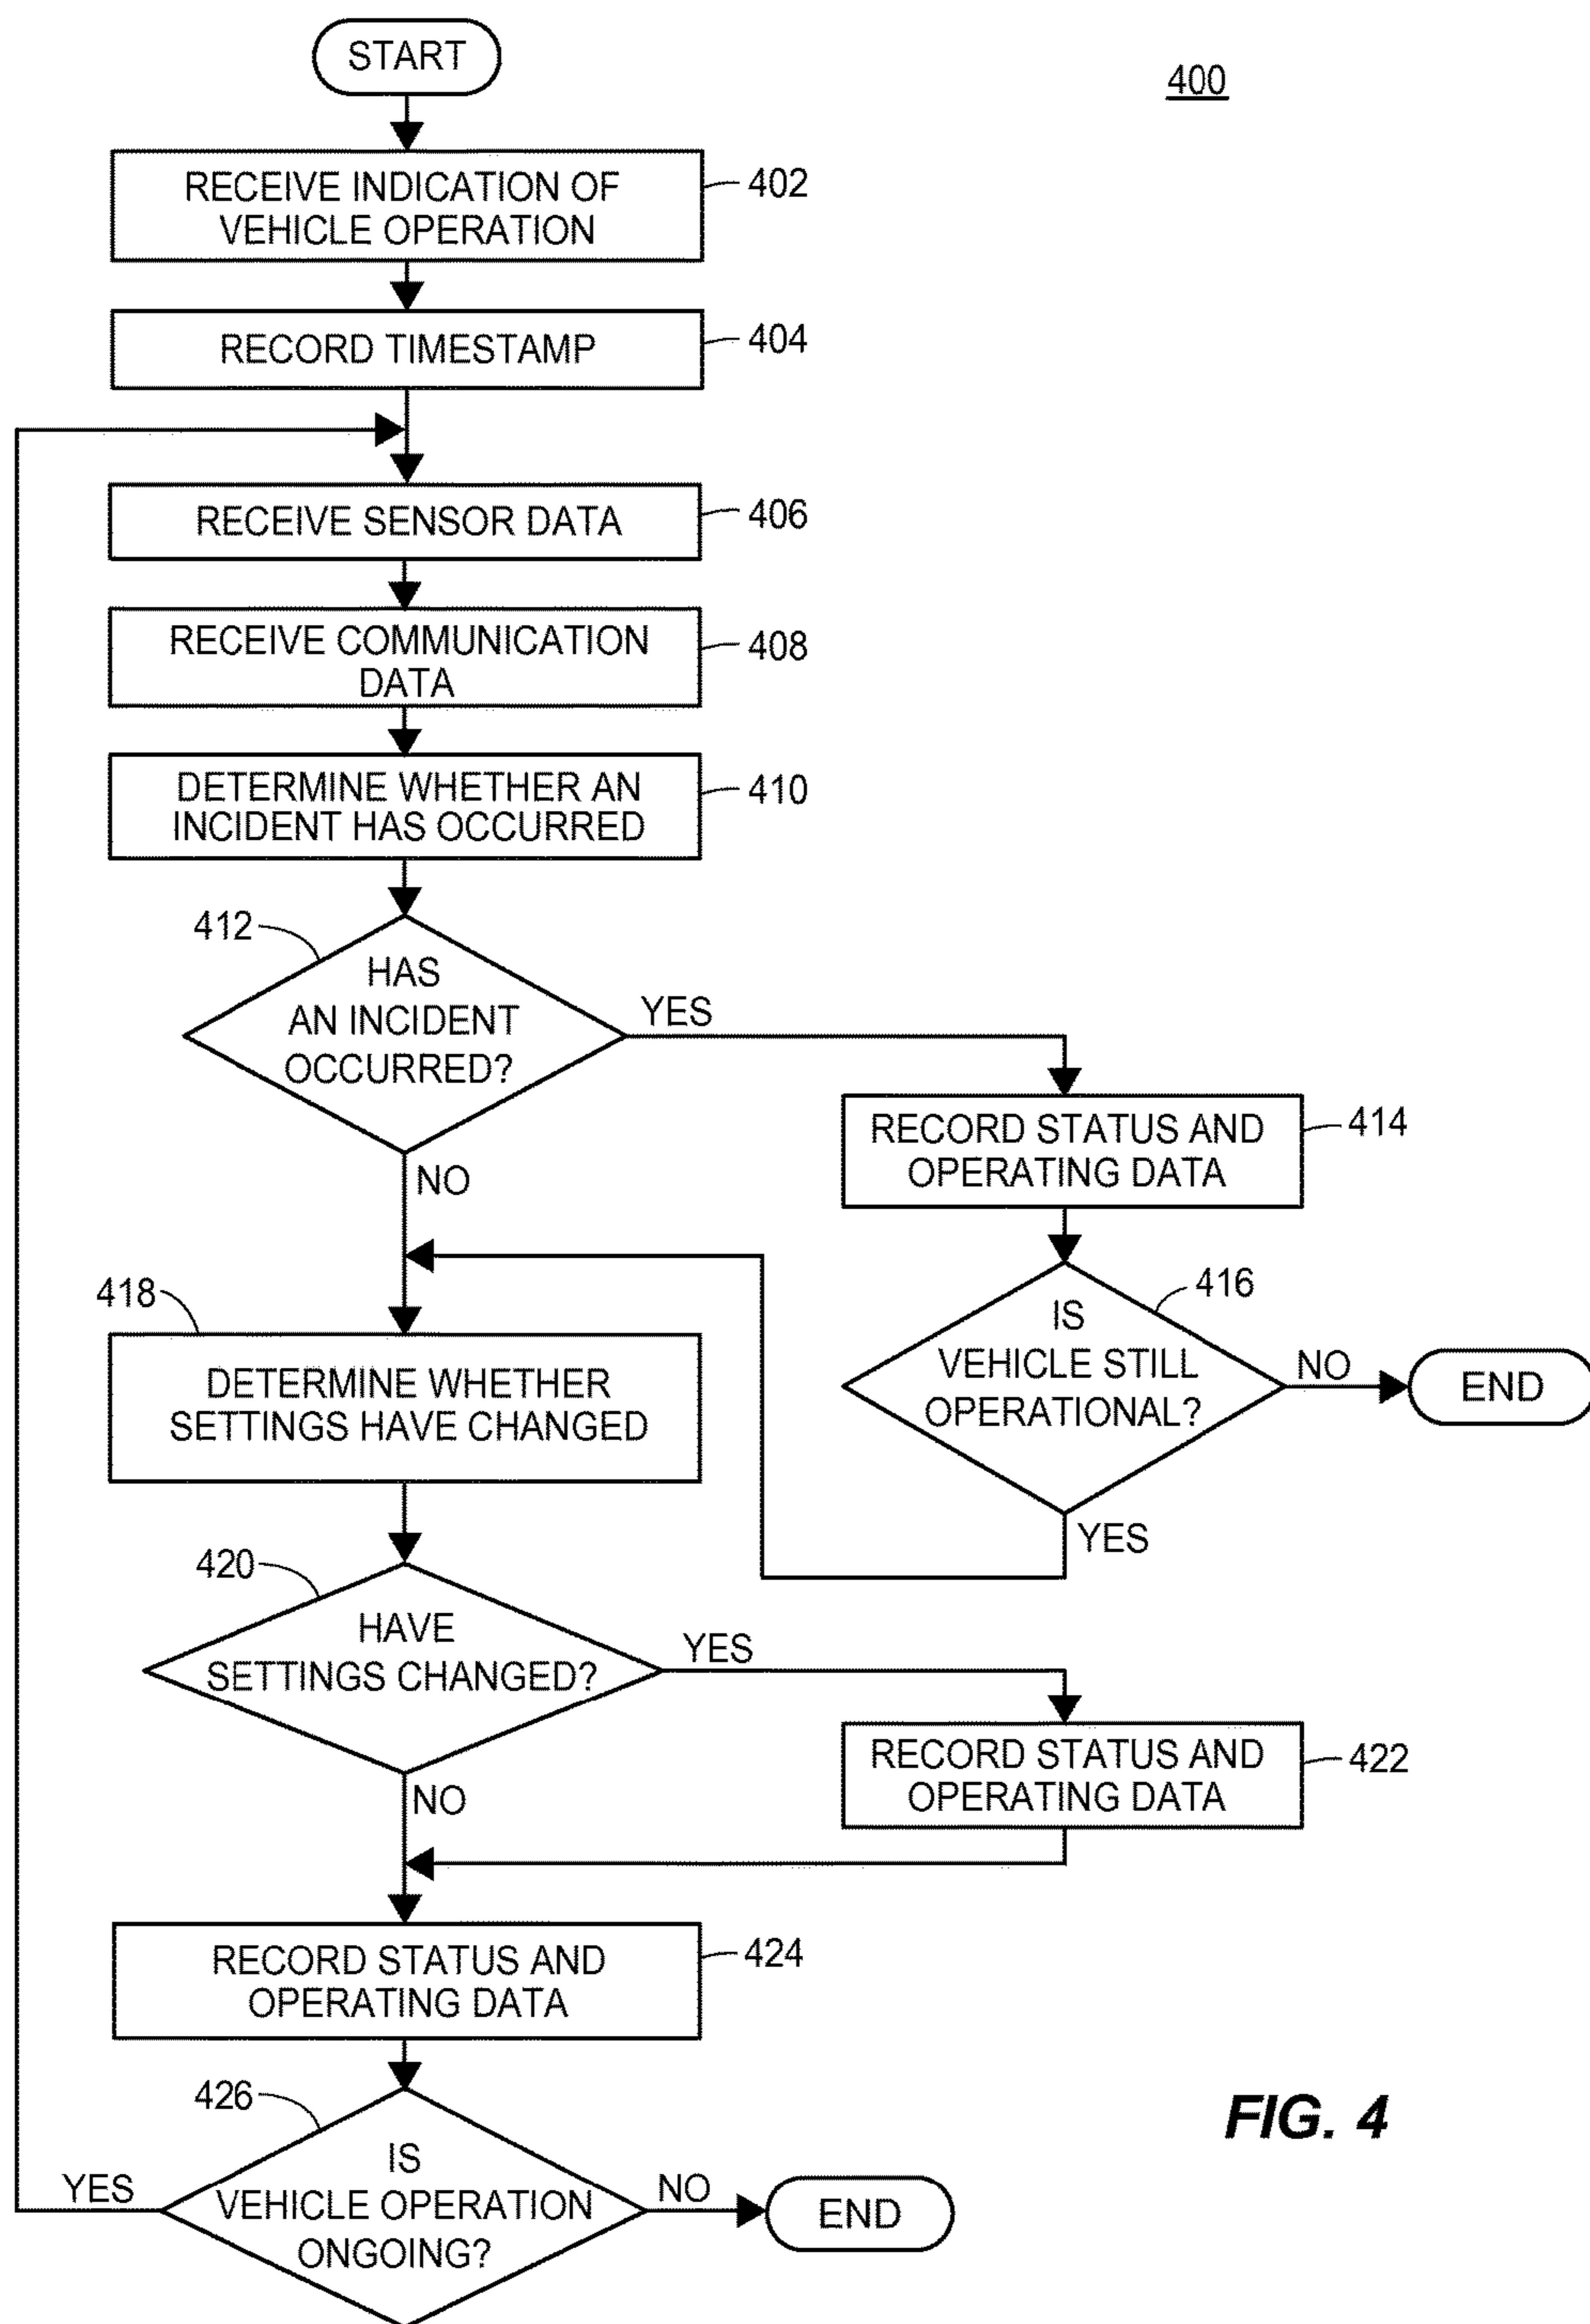 START
400
RECEIVE INDICATION OF
VEHICLE OPERATION
402
RECORD TIMESTAMP
404
RECEIVE SENSOR DATA
406
RECEIVE COMMUNICATION
DATA
408
DETERMINE WHETHER AN
INCIDENT HAS OCCURRED
410
412
HAS
AN INCIDENT
OCCURRED?
YES
NO
RECORD STATUS AND
OPERATING DATA
414
416
IS
VEHICLE STILL
OPERATIONAL?
NO
END
YES
418
DETERMINE WHETHER
SETTINGS HAVE CHANGED
420
HAVE
SETTINGS CHANGED?
YES
NO
RECORD STATUS AND
OPERATING DATA
422
RECORD STATUS AND
OPERATING DATA
424
426
IS
VEHICLE OPERATION
ONGOING?
YES
NO
END
FIG. 4